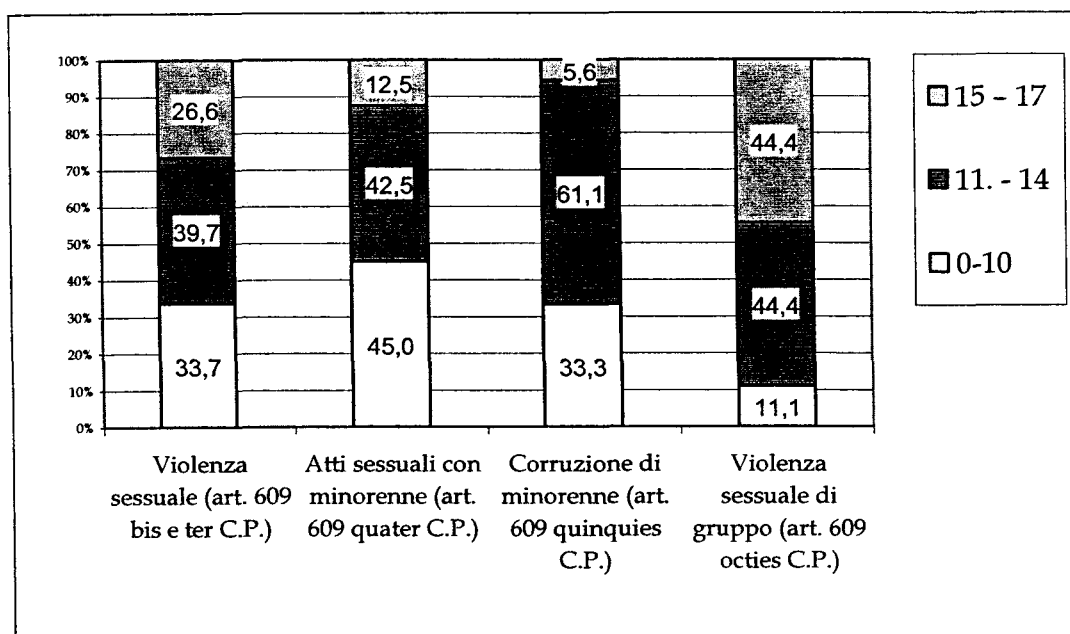 100%
90%
80%
70%
60%
50%
40%
30%
20%
10%
0%
26,6
39,7
33,7
12,5
42,5
45,0
5,6
61,1
33,3
44,4
44,4
11,1
Violenza
sessuale (art. 609
bis e ter C.P.)
Atti sessuali con
minorenne (art.
609 quater C.P.)
Corruzione di
minorenne (art.
609 quinquies
C.P.)
Violenza
sessuale di
gruppo (art. 609
octies C.P.)
15 – 17
11. - 14
0-10